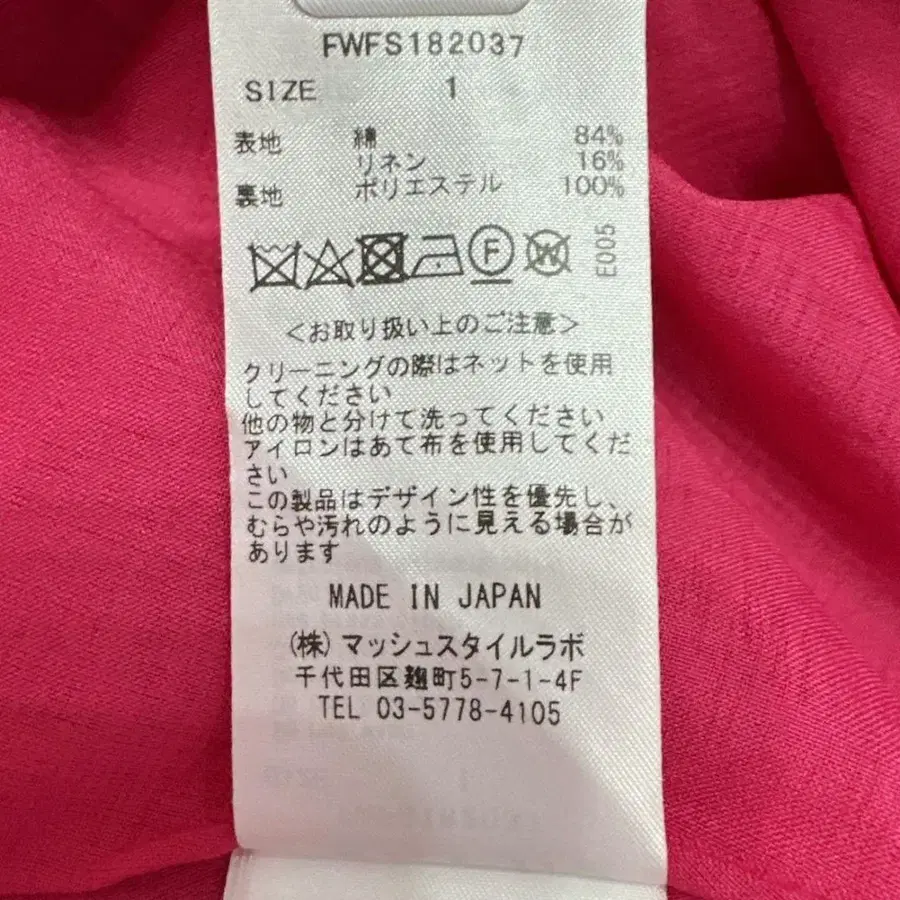 FWFS182037
SIZE 1
表地 綿 84%
リネン 16%
裏地 ポリエステル 100%
F W E005
＜お取り扱い上のご注意＞
クリーニングの際はネットを使用
してください
他の物と分けて洗ってください
アイロンはあて布を使用してくだ
さい
この製品はデザイン性を優先し、
むらや汚れのように見える場合が
あります
MADE IN JAPAN
(株)マッシュスタイルラボ
千代田区麹町5-7-1-4F
TEL 03-5778-4105